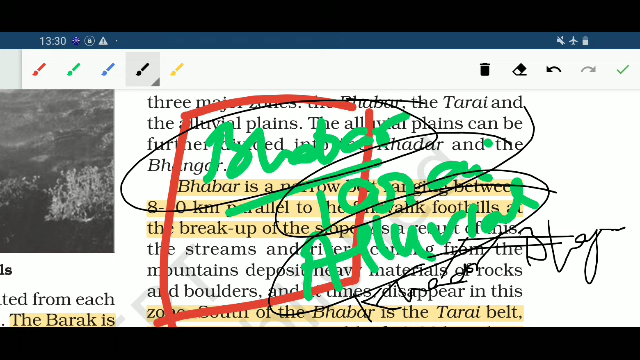 13:30
three major zones: the Bhabar, the Tarai and
the alluvial plains. The alluvial plains can be
further divided into the Khadar and the
Bhangar.
Bhabar is a narrow belt ranging between
8-10 km parallel to the Shiwalik foothills at
the break-up of the slope. As a result of this,
the streams and rivers coming from the
mountains deposit heavy materials of rocks
and boulders, and at times, disappear in this
zone. South of the Bhabar is the Tarai belt,
ls
ted from each
. The Barak is
Bhabar
Tarai
Alluvial